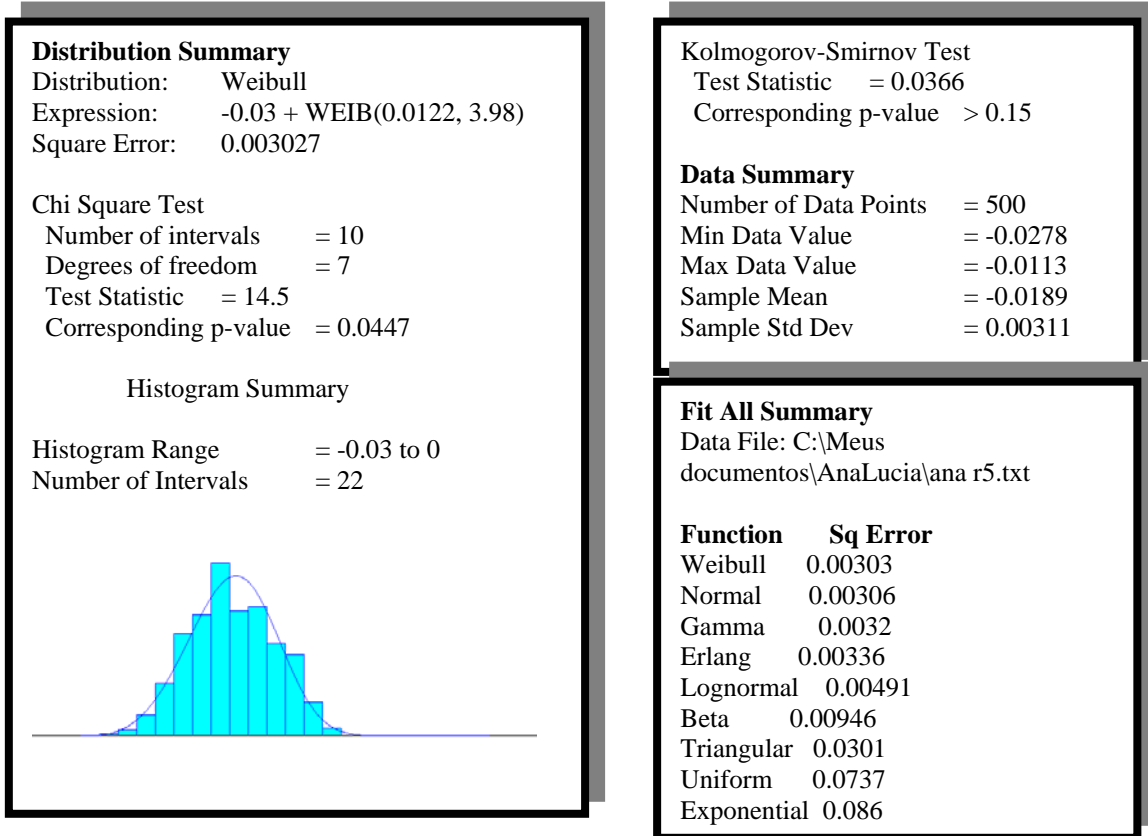 Distribution Summary
Distribution: Weibull
Expression: -0.03 + WEIB(0.0122, 3.98)
Square Error: 0.003027
Chi Square Test
Number of intervals = 10
Degrees of freedom = 7
Test Statistic = 14.5
Corresponding p-value = 0.0447
Histogram Summary
Histogram Range = -0.03 to 0
Number of Intervals = 22
Kolmogorov-Smirnov Test
Test Statistic = 0.0366
Corresponding p-value > 0.15
Data Summary
Number of Data Points = 500
Min Data Value = -0.0278
Max Data Value = -0.0113
Sample Mean = -0.0189
Sample Std Dev = 0.00311
Fit All Summary
Data File: C:\Meus
documentos\AnaLucia\ana r5.txt
Function Sq Error
Weibull 0.00303
Normal 0.00306
Gamma 0.0032
Erlang 0.00336
Lognormal 0.00491
Beta 0.00946
Triangular 0.0301
Uniform 0.0737
Exponential 0.086